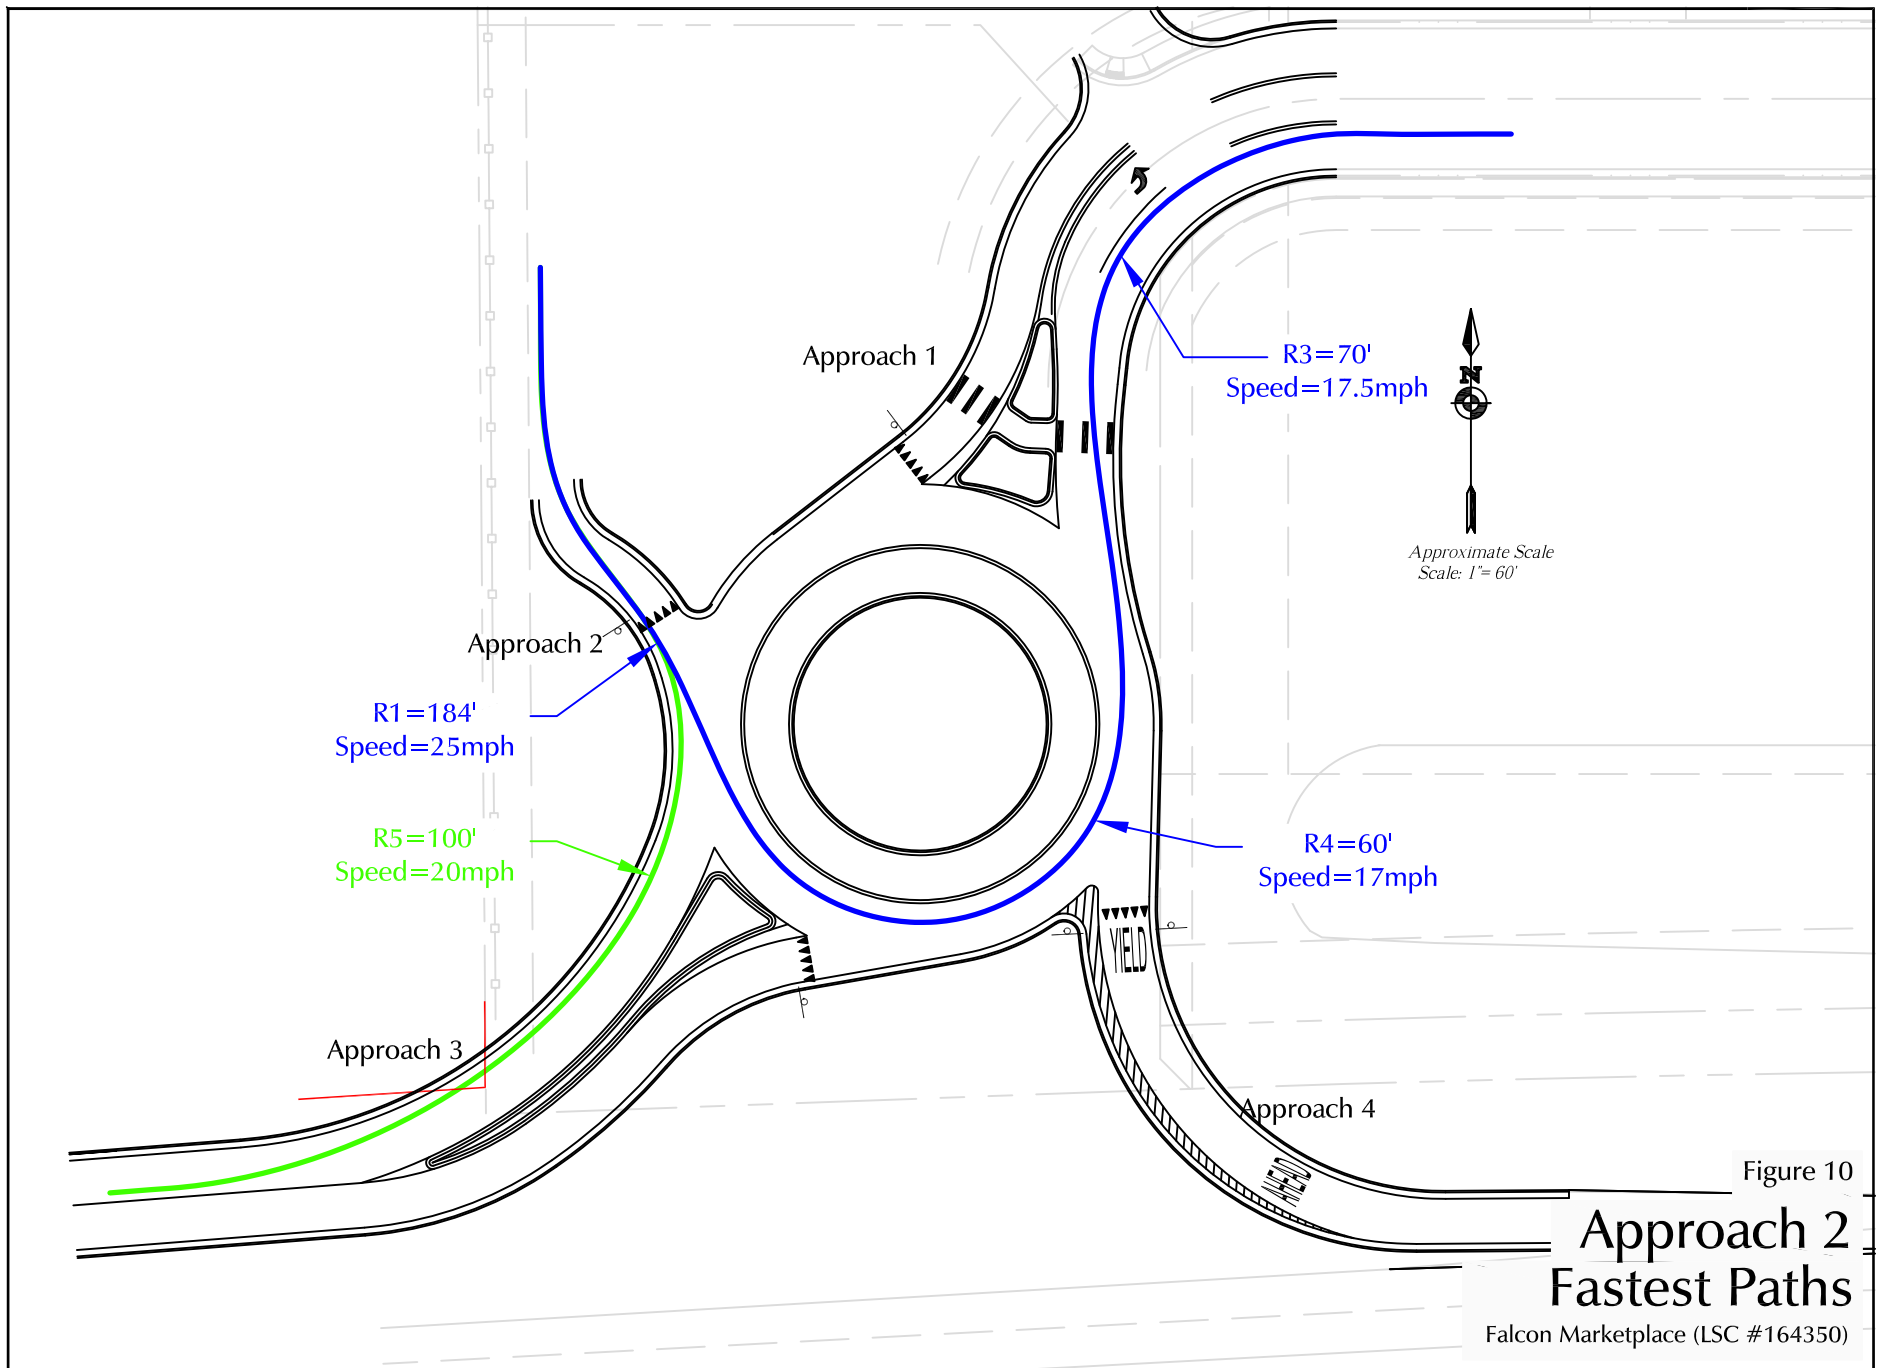 Approach 1
R3=70'
Speed=17.5mph
N
Approximate Scale
Scale: 1"= 60'
Approach 2
R1=184'
Speed=25mph
R5=100'
Speed=20mph
R4=60'
Speed=17mph
YIELD
Approach 3
Approach 4
Figure 10
Approach 2
Fastest Paths
Falcon Marketplace (LSC #164350)